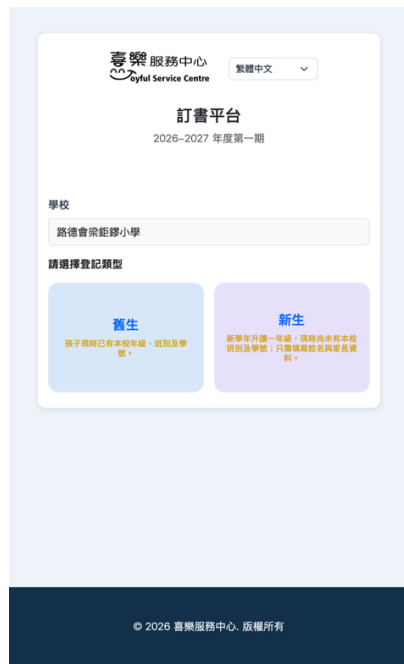 喜樂服務中心
Joyful Service Centre
繁體中文
訂書平台
2026–2027 年度第一期
學校
路德會梁鉅鏐小學
請選擇登記類型
舊生
孩子現時已有本校年級、班別及學
號。
新生
新學年升讀一年級，現時尚未有本校
班別及學號；只需填寫姓名與家長資
料。
© 2026 喜樂服務中心. 版權所有